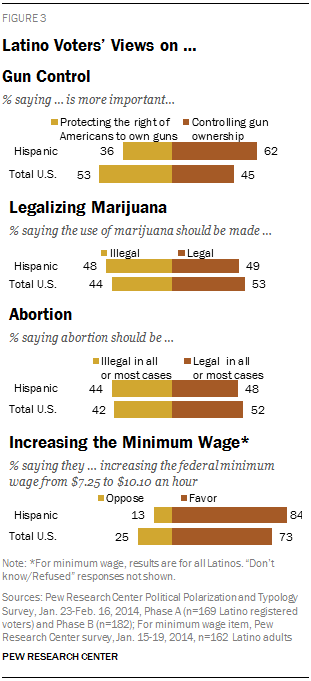 FIGURE 3
Latino Voters' Views on ...
Gun Control
% saying ... is more important...
Protecting the right of Americans to own guns
Controlling gun ownership
Hispanic 36 62
Total U.S. 53 45
Legalizing Marijuana
% saying the use of marijuana should be made ...
Illegal Legal
Hispanic 48 49
Total U.S. 44 53
Abortion
% saying abortion should be ...
Illegal in all or most cases
Legal in all or most cases
Hispanic 44 48
Total U.S. 42 52
Increasing the Minimum Wage*
% saying they ... increasing the federal minimum
wage from $7.25 to $10.10 an hour
Oppose Favor
Hispanic 13 84
Total U.S. 25 73
Note: *For minimum wage, results are for all Latinos. "Don't
know/Refused" responses not shown.
Sources: Pew Research Center Political Polarization and Typology
Survey, Jan. 23-Feb. 16, 2014, Phase A (n=169 Latino registered
voters) and Phase B (n=182); For minimum wage item, Pew
Research Center survey, Jan. 15-19, 2014, n=162 Latino adults
PEW RESEARCH CENTER